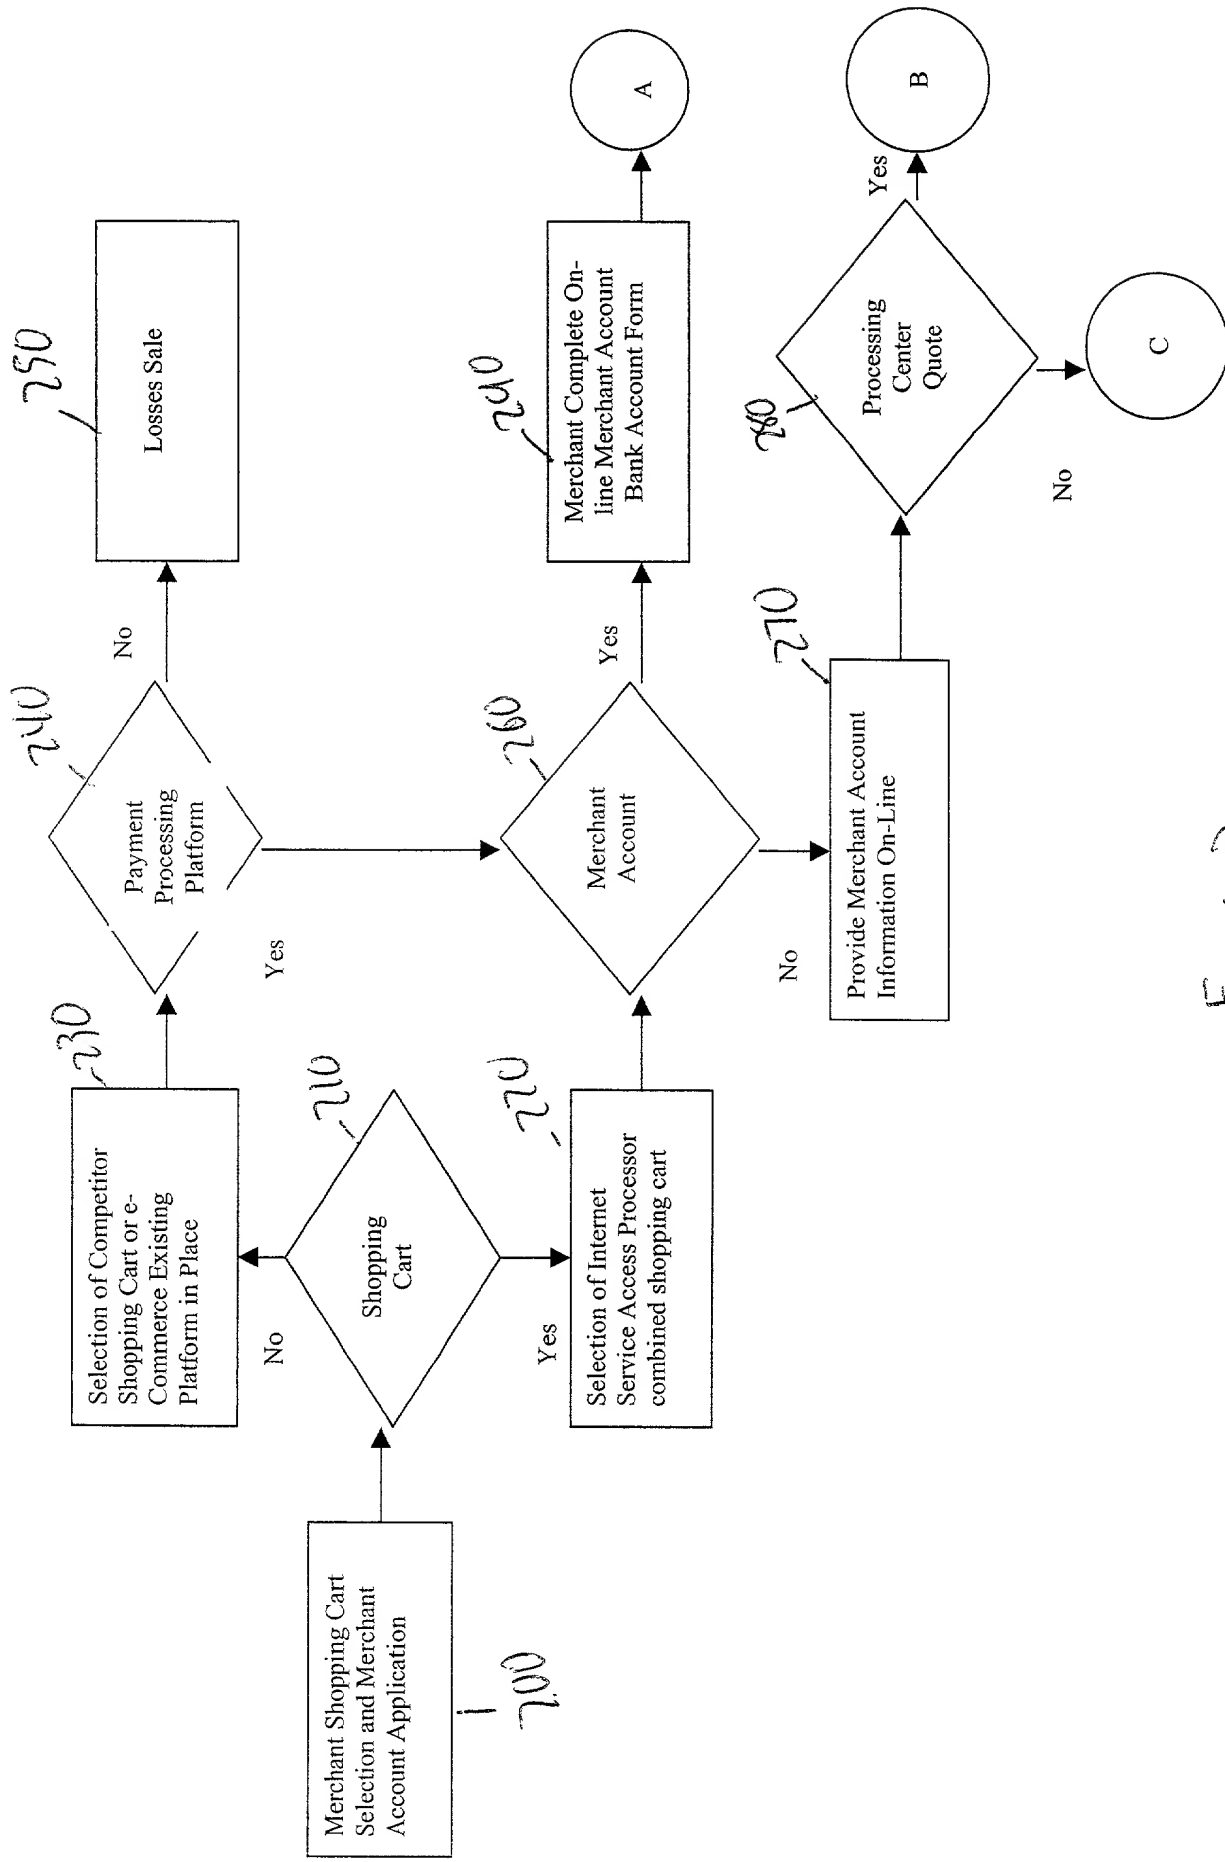 Merchant Shopping Cart
Selection and Merchant
Account Application
200
Shopping
Cart
210
No
Yes
Selection of Competitor
Shopping Cart or e-
Commerce Existing
Platform in Place
230
Selection of Internet
Service Access Processor
combined shopping cart
220
Payment
Processing
Platform
240
No
Yes
Losses Sale
250
Merchant
Account
260
Yes
No
Merchant Complete On-
line Merchant Account
Bank Account Form
240
A
Provide Merchant Account
Information On-Line
270
Processing
Center
Quote
280
Yes
No
B
C